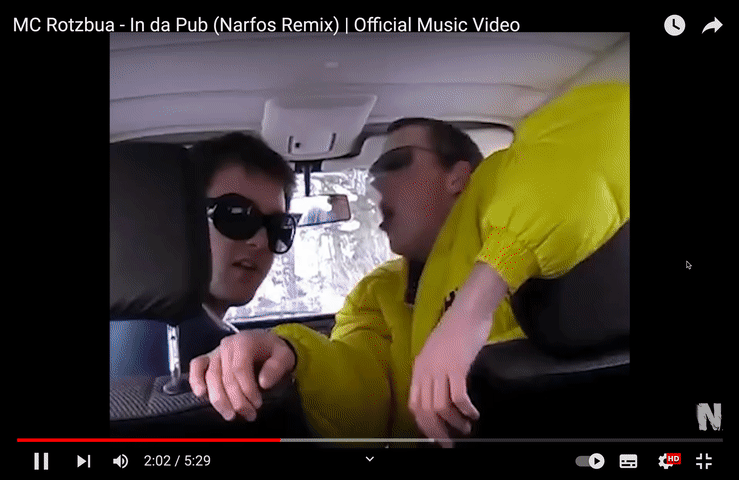 MC Rotzbua - In da Pub (Narfos Remix) | Official Music Video
N
2:02 / 5:29
HD